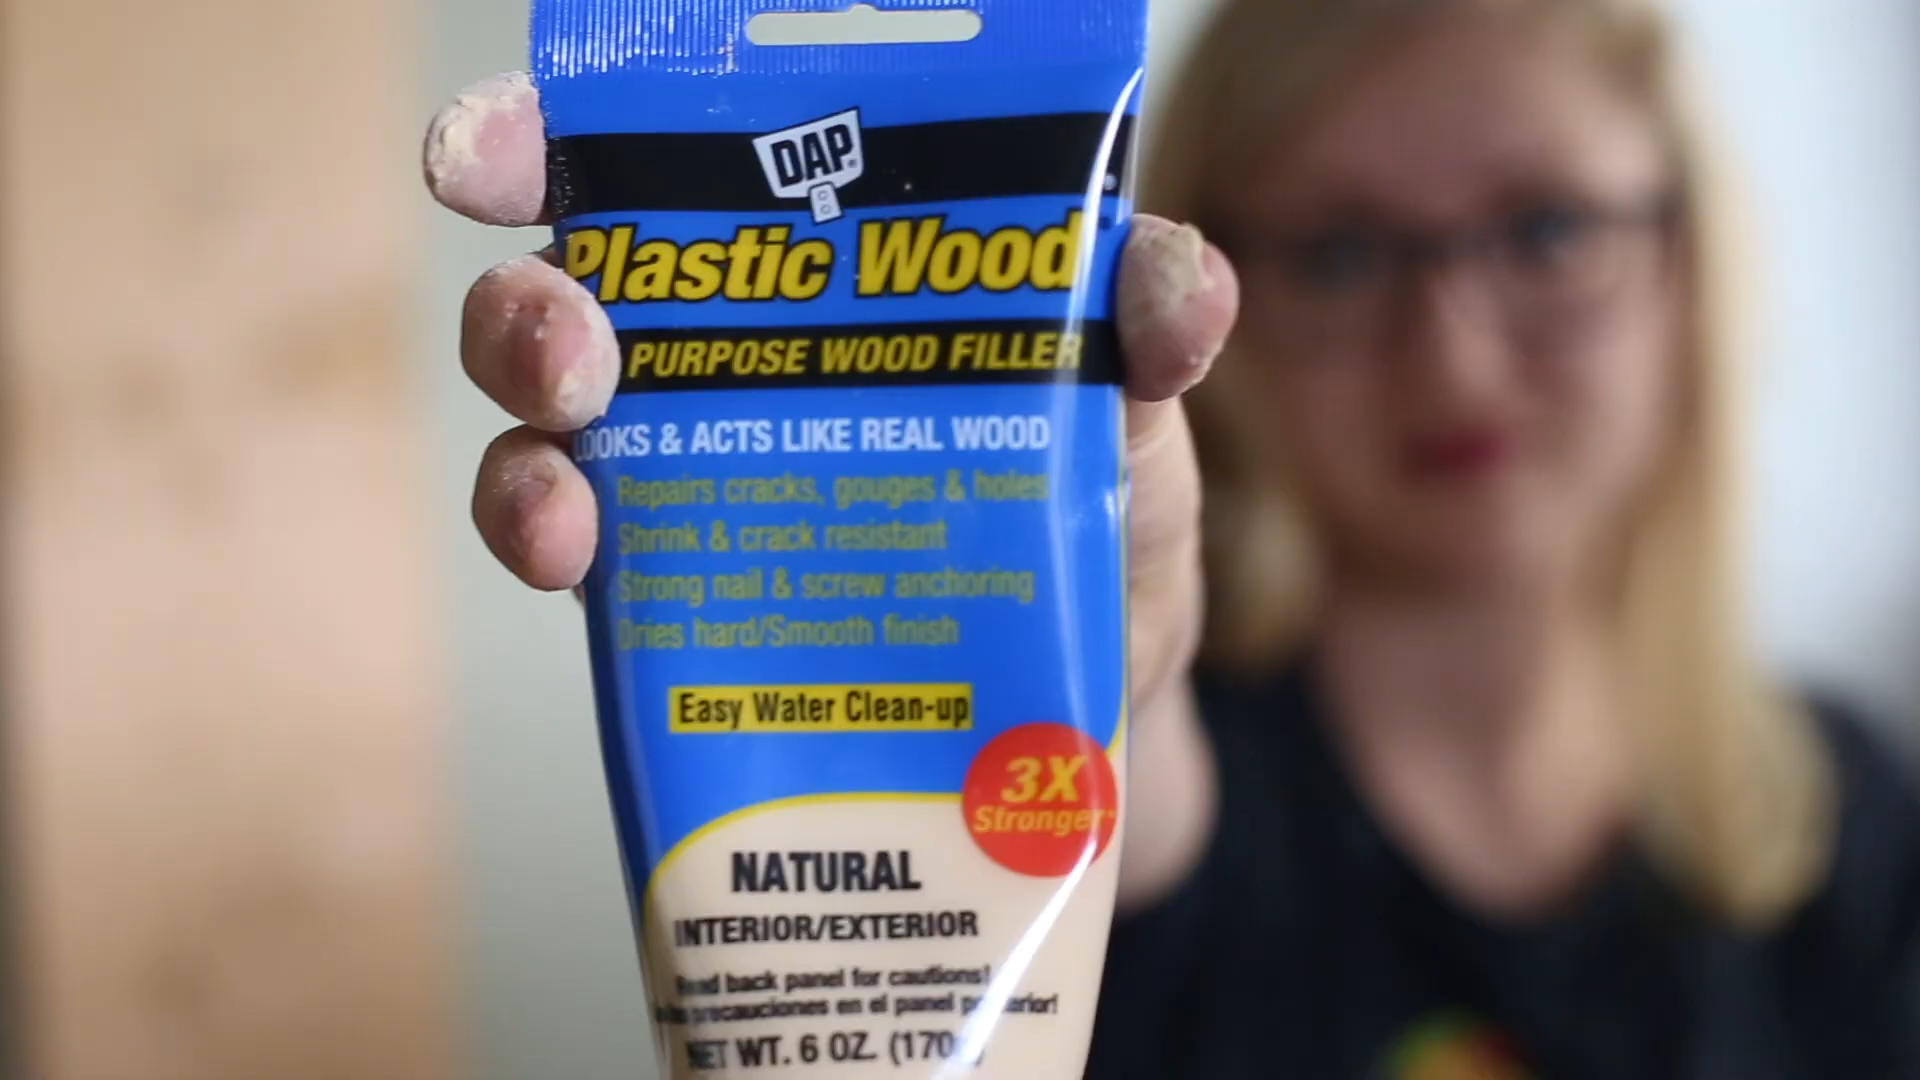 DAP
Plastic Wood
PURPOSE WOOD FILLER
LOOKS & ACTS LIKE REAL WOOD
Repairs cracks, gouges & holes
Shrink & crack resistant
Strong nail & screw anchoring
Dries hard/Smooth finish
Easy Water Clean-up
3X
Stronger*
NATURAL
INTERIOR/EXTERIOR
Read back panel for cautions!
precauciones en el panel posterior!
NET WT. 6 OZ. (170